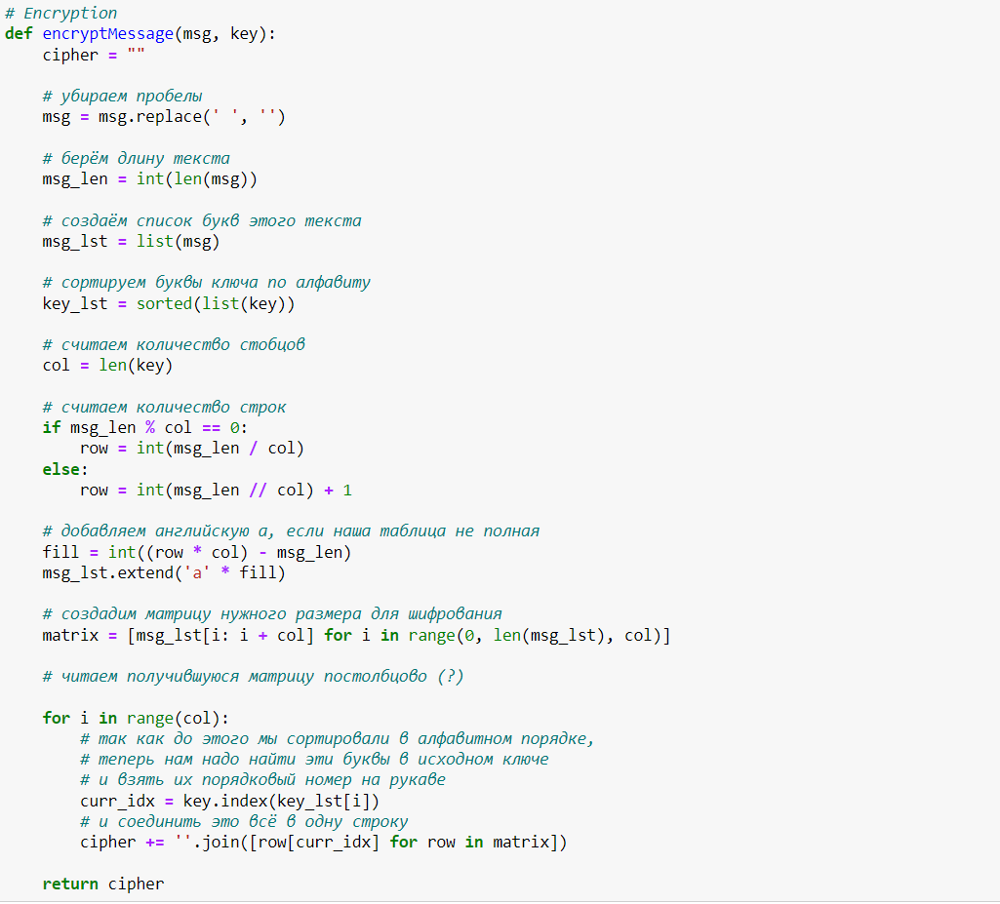 # Encryption
def encryptMessage(msg, key):
    cipher = ""

    # убираем пробелы
    msg = msg.replace(' ', '')

    # берём длину текста
    msg_len = int(len(msg))

    # создаём список букв этого текста
    msg_lst = list(msg)

    # сортируем буквы ключа по алфавиту
    key_lst = sorted(list(key))

    # считаем количество стобцов
    col = len(key)

    # считаем количество строк
    if msg_len % col == 0:
        row = int(msg_len / col)
    else:
        row = int(msg_len // col) + 1

    # добавляем английскую а, если наша таблица не полная
    fill = int((row * col) - msg_len)
    msg_lst.extend('a' * fill)

    # создадим матрицу нужного размера для шифрования
    matrix = [msg_lst[i: i + col] for i in range(0, len(msg_lst), col)]

    # читаем получившуюся матрицу постолбцово (?)

    for i in range(col):
        # так как до этого мы сортировали в алфавитном порядке,
        # теперь нам надо найти эти буквы в исходном ключе
        # и взять их порядковый номер на рукаве
        curr_idx = key.index(key_lst[i])
        # и соединить это всё в одну строку
        cipher += ''.join([row[curr_idx] for row in matrix])

    return cipher